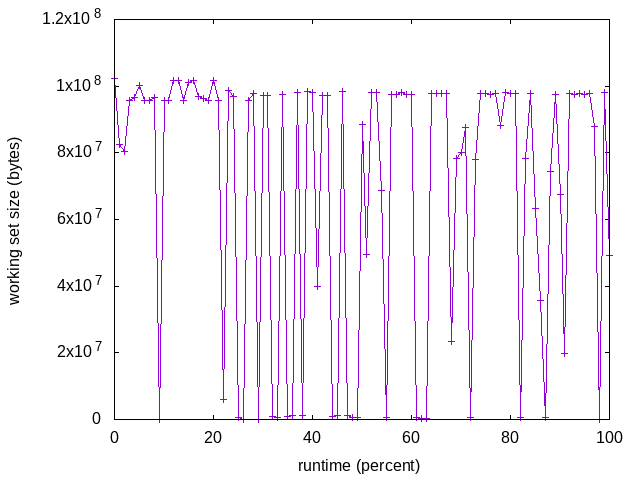 1.2x10^8
1x10^8
8x10^7
6x10^7
4x10^7
2x10^7
0
0 20 40 60 80 100
working set size (bytes)
runtime (percent)